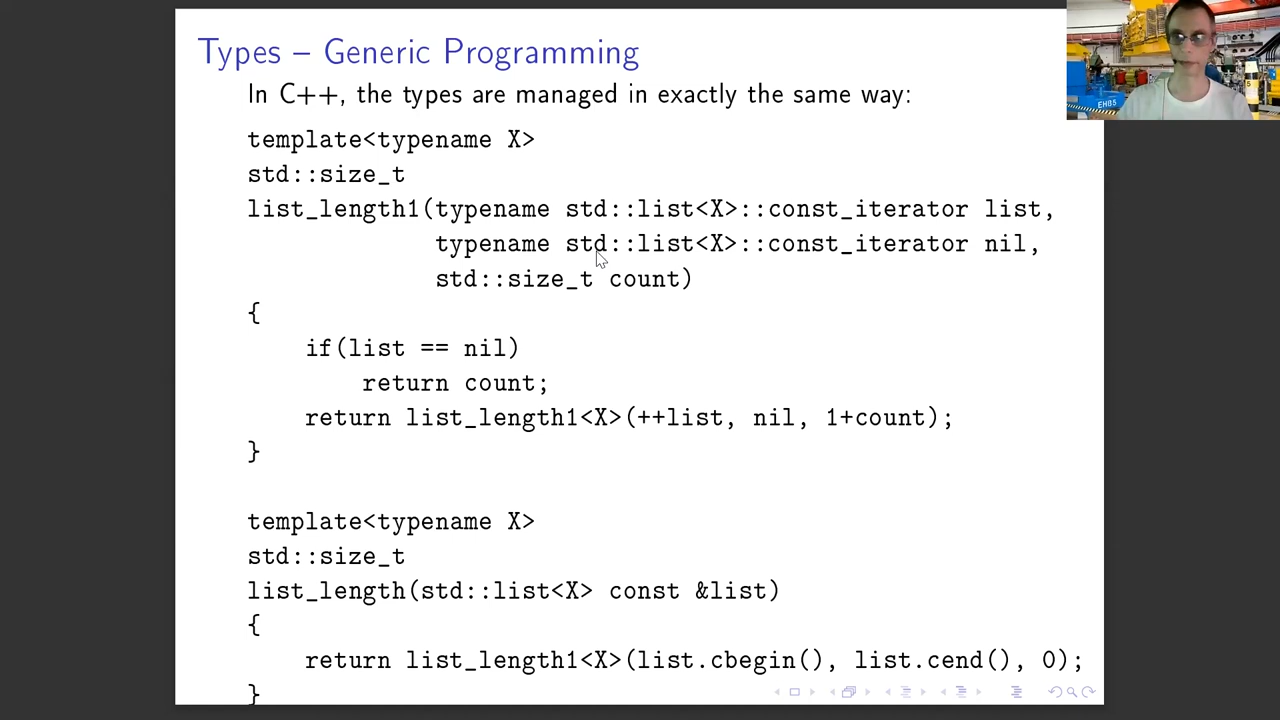 Types – Generic Programming
In C++, the types are managed in exactly the same way:
template<typename X>
std::size_t
list_length1(typename std::list<X>::const_iterator list,
typename std::list<X>::const_iterator nil,
std::size_t count)
{
if(list == nil)
return count;
return list_length1<X>(++list, nil, 1+count);
}
template<typename X>
std::size_t
list_length(std::list<X> const &list)
{
return list_length1<X>(list.cbegin(), list.cend(), 0);
}
EH85
5